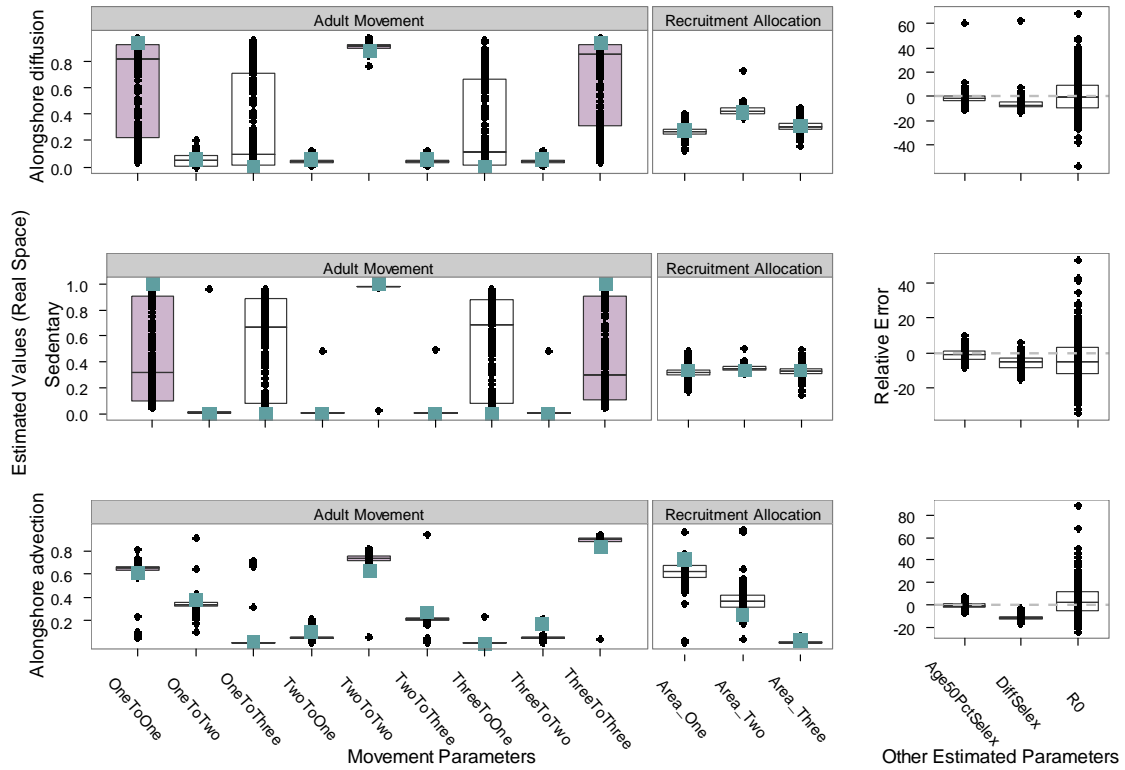 Estimated Values (Real Space)
Alongshore diffusion
Adult Movement
Recruitment Allocation
0.8
0.6
0.4
0.2
0.0
60
40
20
0
-20
-40
Sedentary
Adult Movement
Recruitment Allocation
1.0
0.8
0.6
0.4
0.2
0.0
Relative Error
40
20
0
-20
Alongshore advection
Adult Movement
Recruitment Allocation
0.8
0.6
0.4
0.2
80
60
40
20
0
-20
OneToOne
OneToTwo
OneToThree
TwoToOne
TwoToTwo
TwoToThree
ThreeToOne
ThreeToTwo
ThreeToThree
Area_One
Area_Two
Area_Three
Age50PctSelex
DiffSelex
R0
Movement Parameters
Other Estimated Parameters